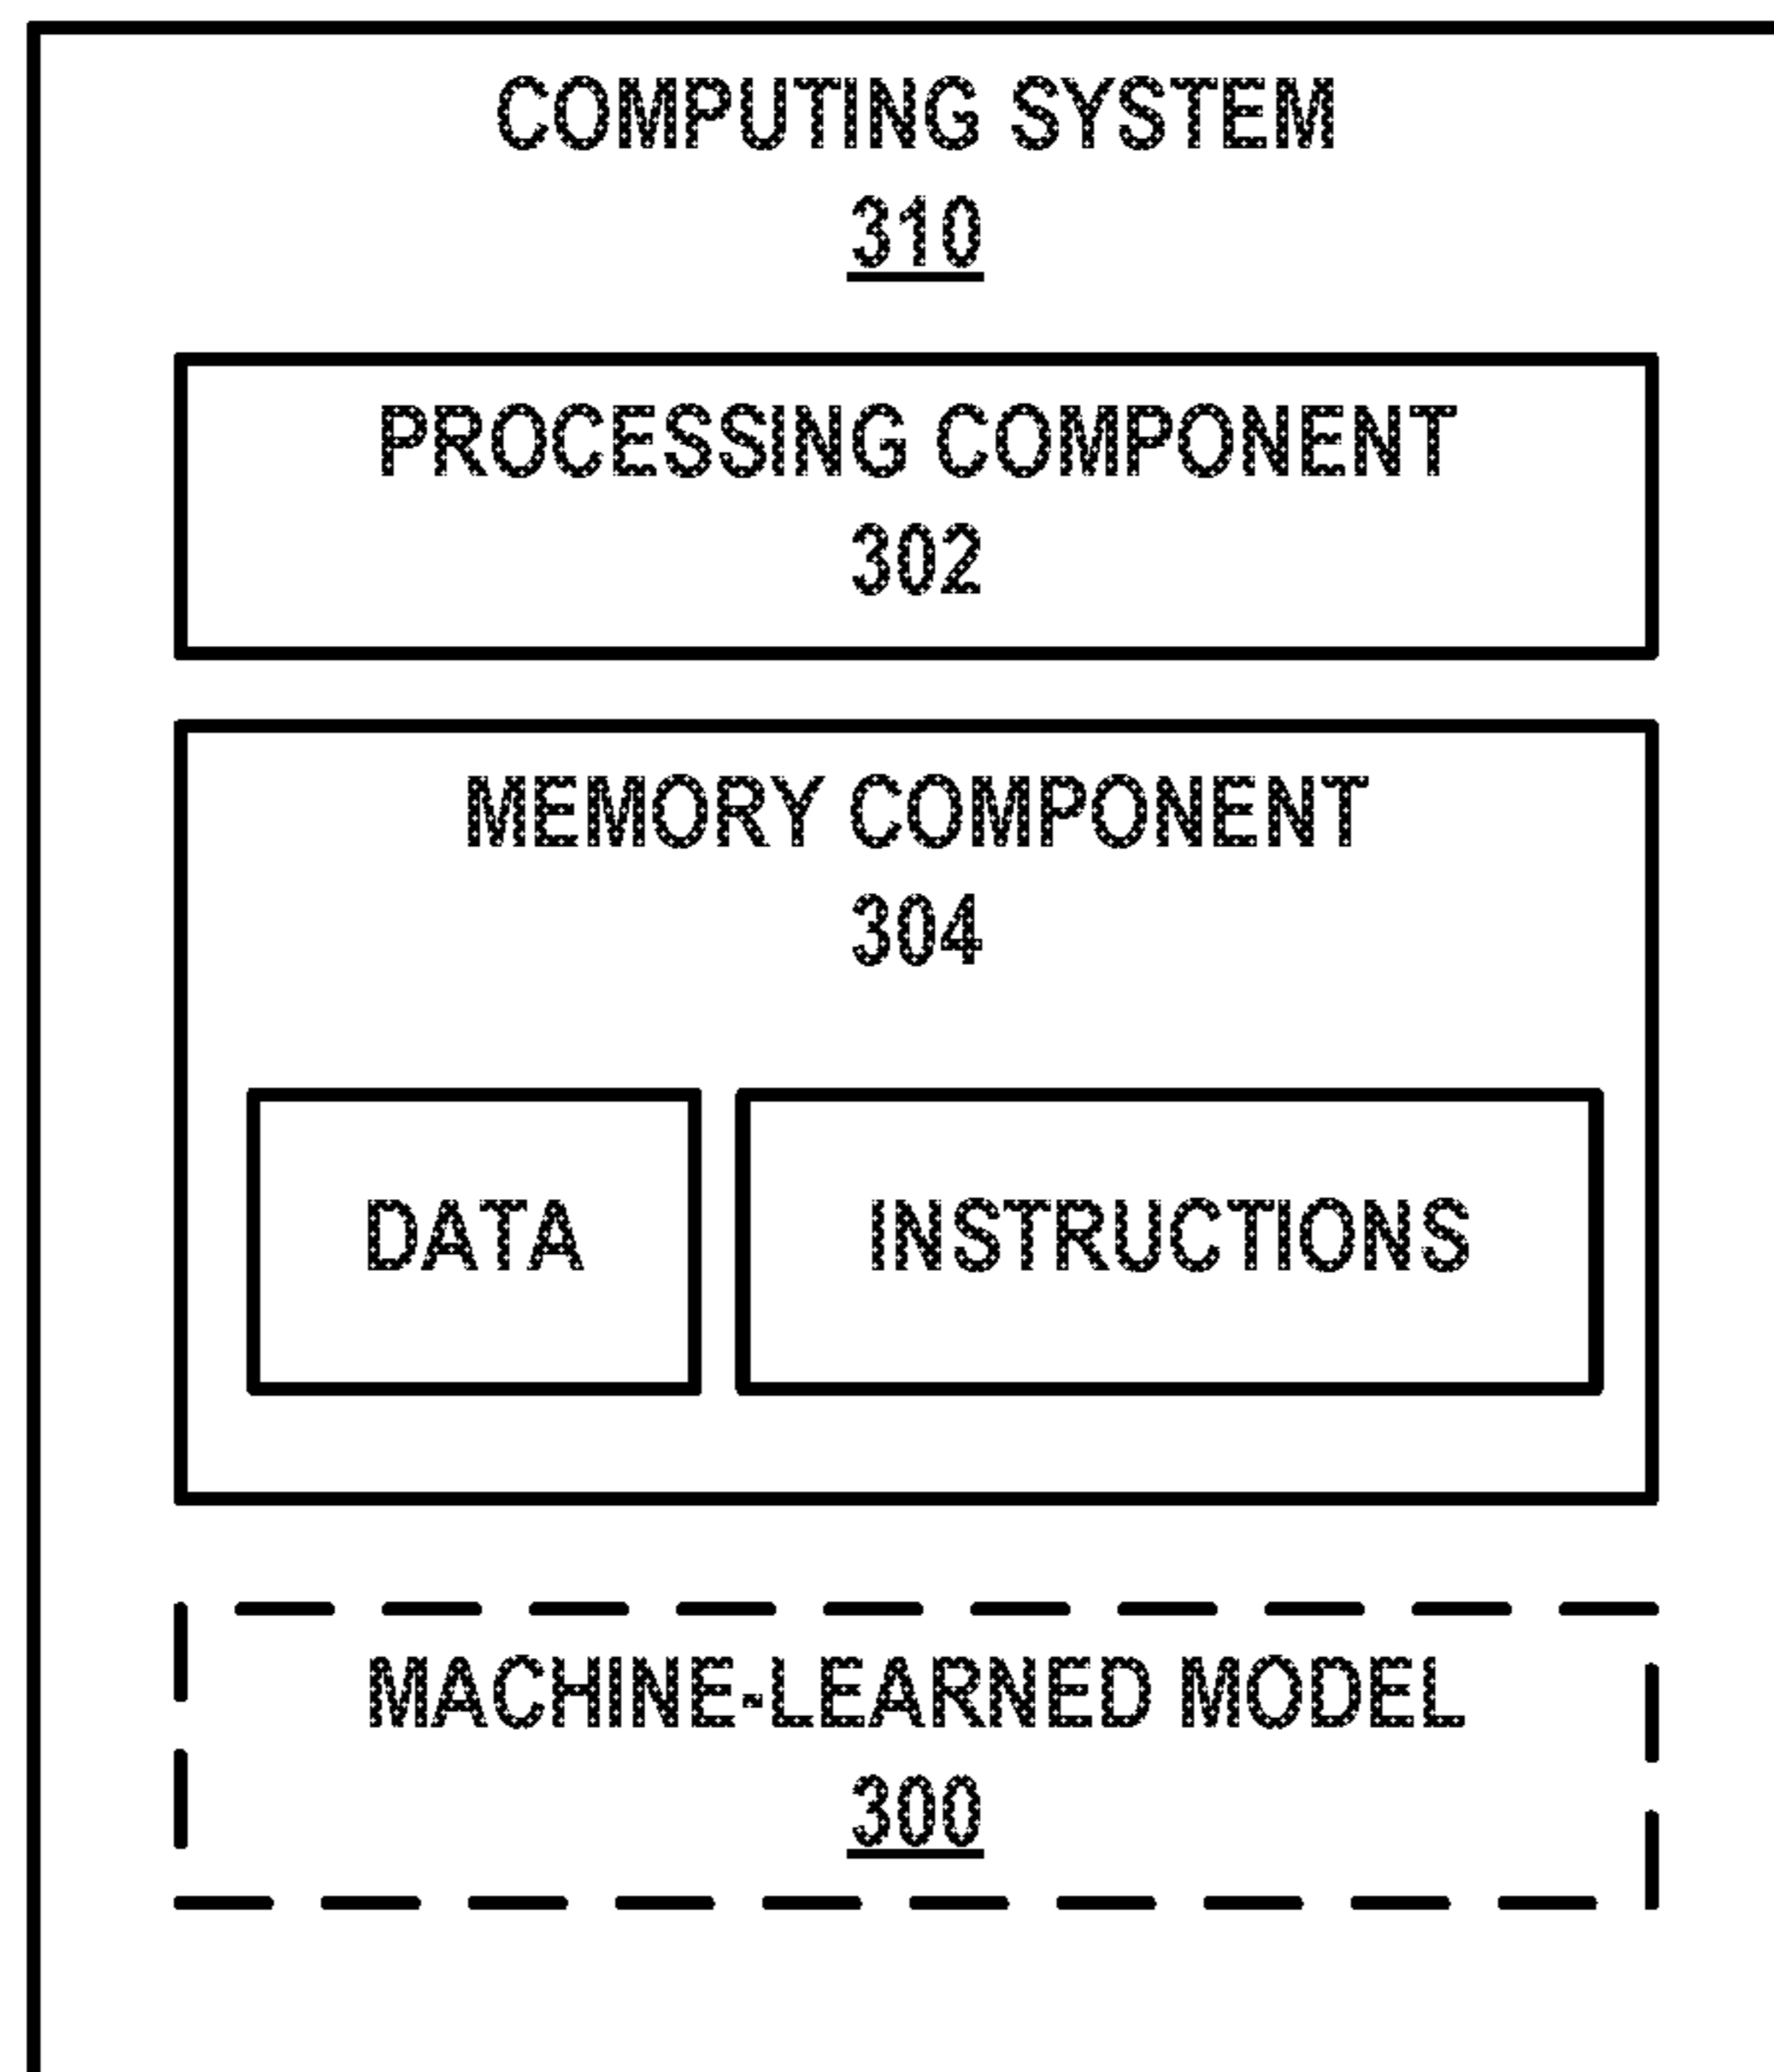 COMPUTING SYSTEM
310
PROCESSING COMPONENT
302
MEMORY COMPONENT
304
DATA
INSTRUCTIONS
MACHINE-LEARNED MODEL
300